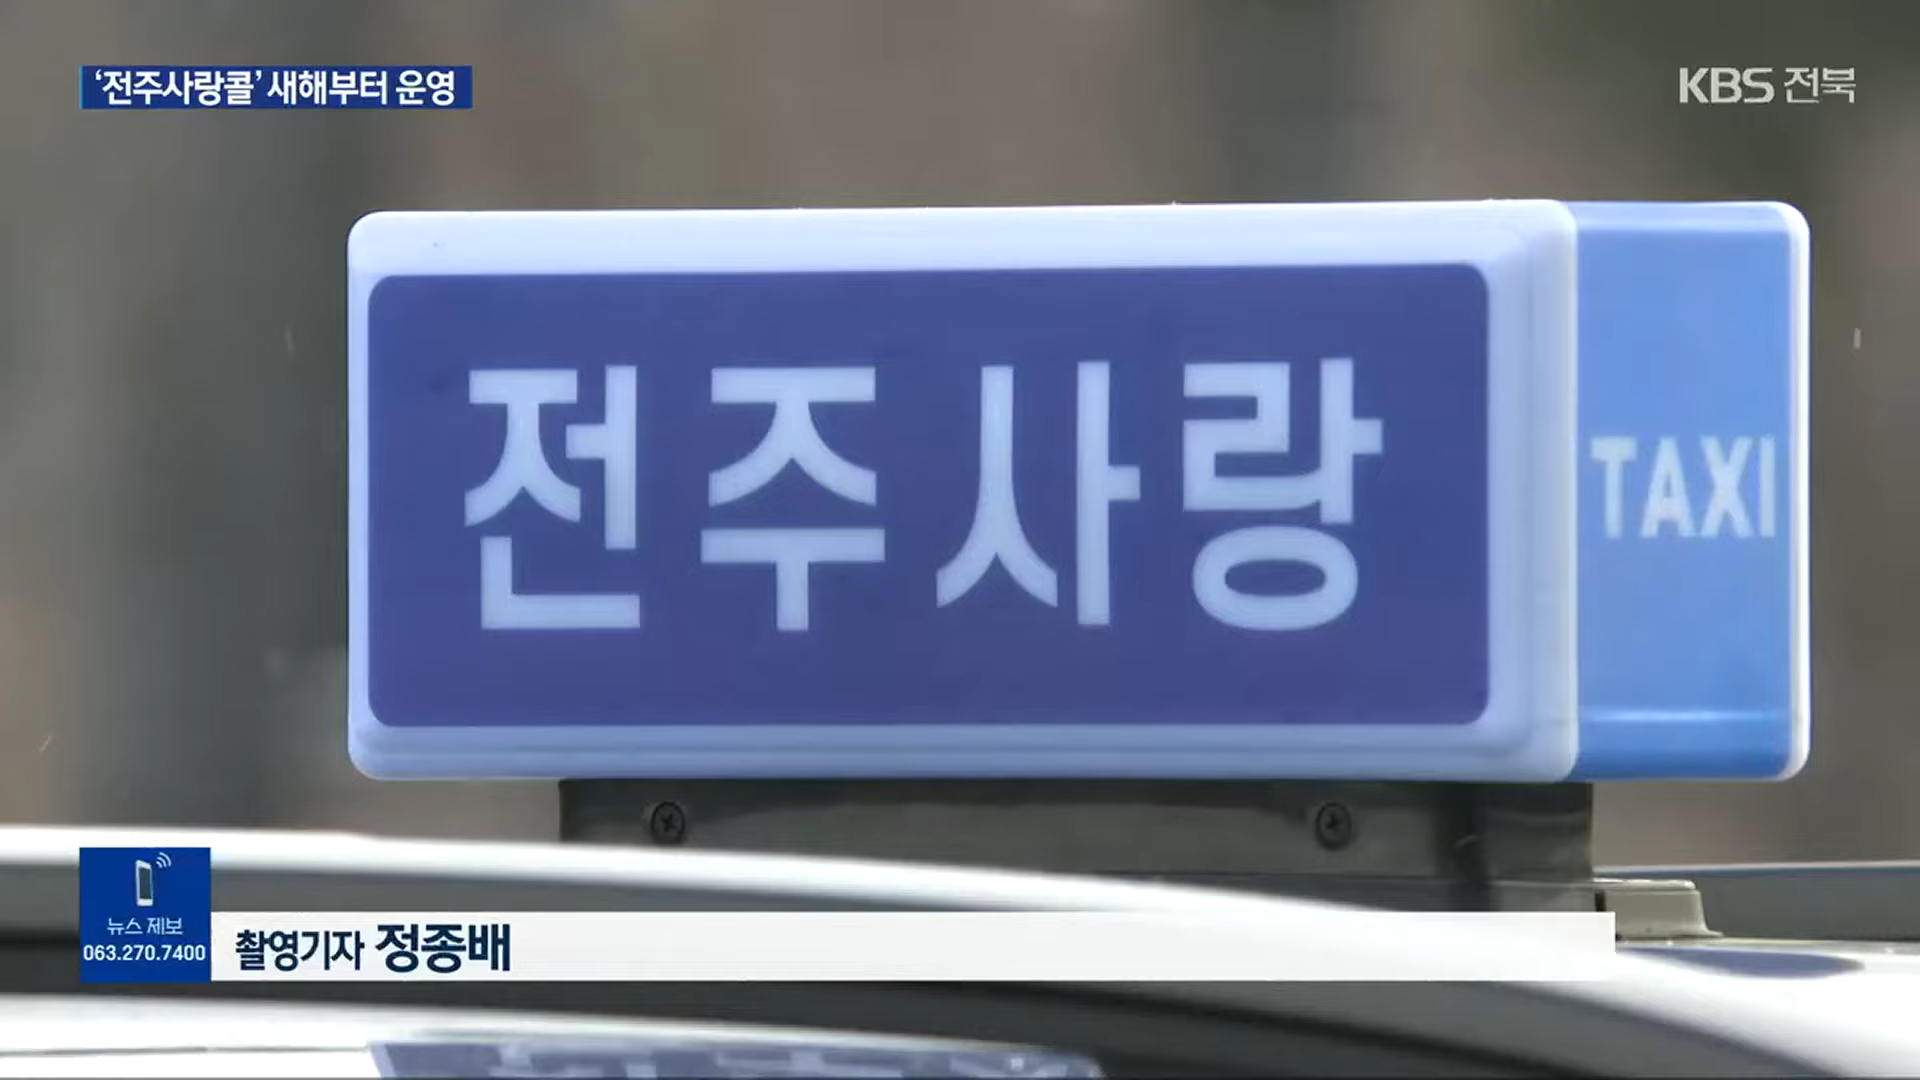 ‘전주사랑콜’ 새해부터 운영
KBS 전북
전주사랑
TAXI
뉴스 제보
063.270.7400
촬영기자 정종배